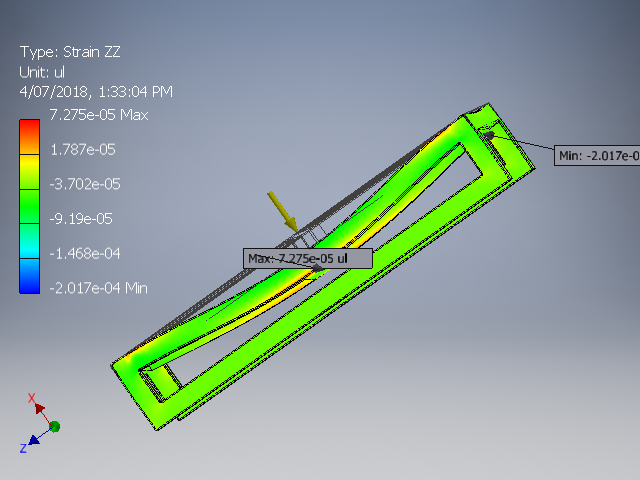 Type: Strain ZZ
Unit: ul
4/07/2018, 1:33:04 PM
7.275e-05 Max
1.787e-05
-3.702e-05
-9.19e-05
-1.468e-04
-2.017e-04 Min
Min: -2.017e-0
Max: 7.275e-05 ul
X
Z